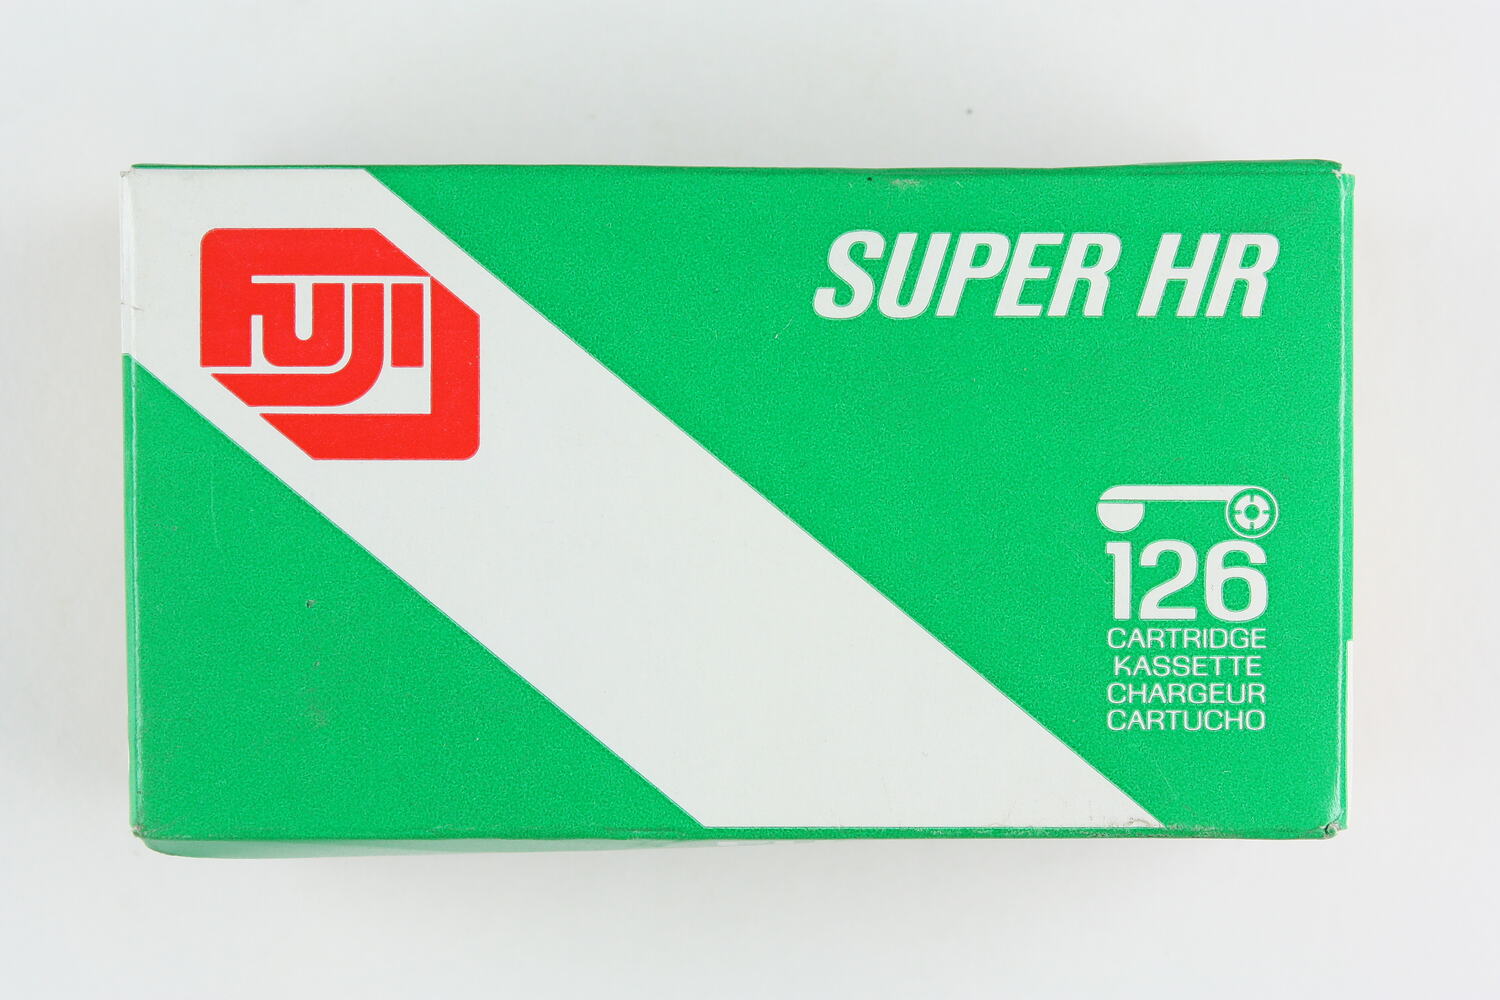 FUJI
SUPER HR
126
CARTRIDGE
KASSETTE
CHARGEUR
CARTUCHO